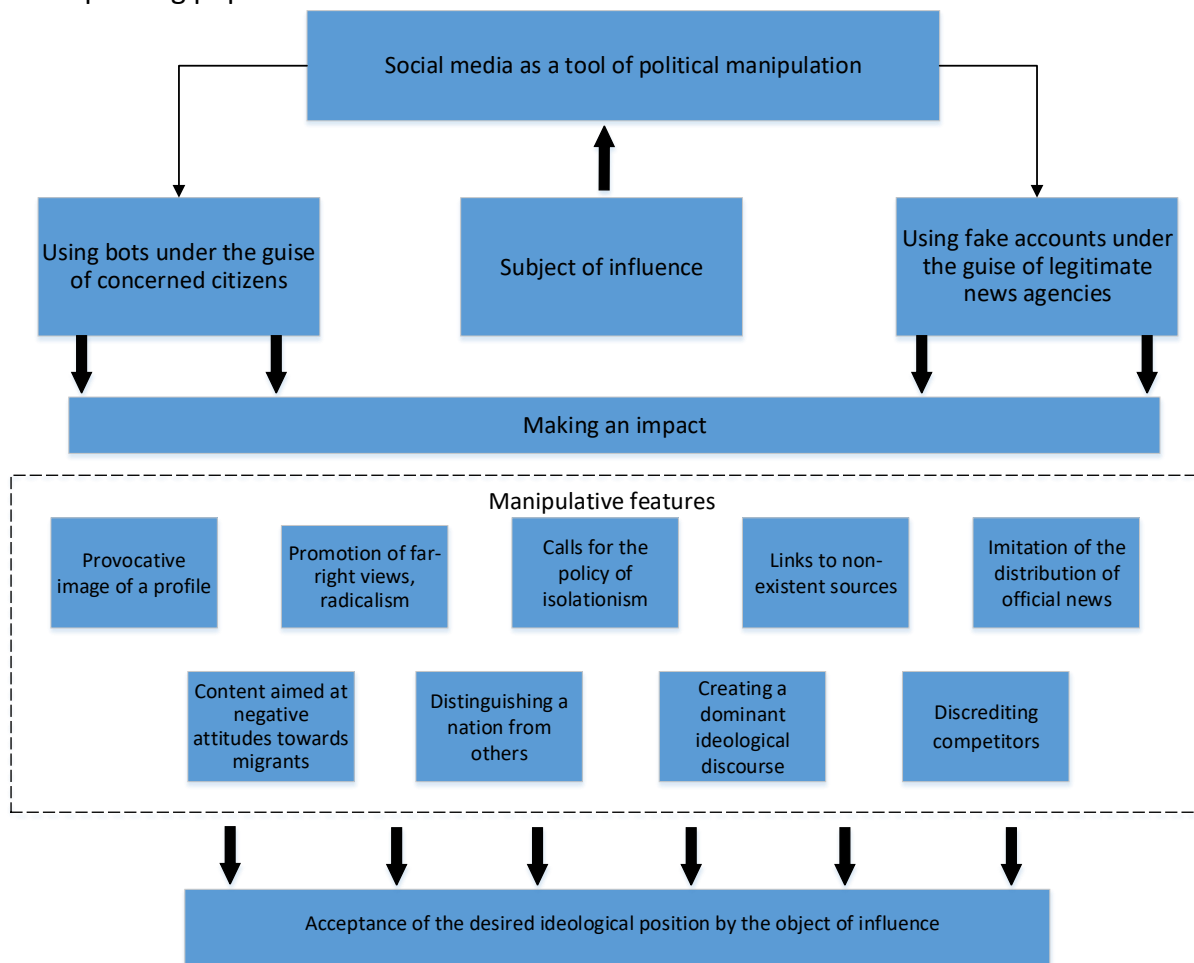 Social media as a tool of political manipulation
Using bots under the guise
of concerned citizens
Subject of influence
Using fake accounts under
the guise of legitimate
news agencies
Making an impact
Manipulative features
Provocative
image of a profile
Promotion of far-
right views,
radicalism
Calls for the
policy of
isolationism
Links to non-
existent sources
Imitation of the
distribution of
official news
Content aimed at
negative
attitudes towards
migrants
Distinguishing a
nation from
others
Creating a
dominant
ideological
discourse
Discrediting
competitors
Acceptance of the desired ideological position by the object of influence